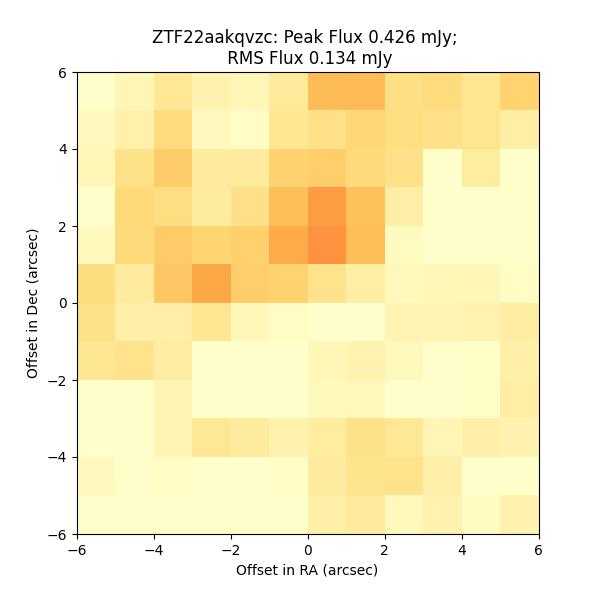 ZTF22aakqvzc: Peak Flux 0.426 mJy;
RMS Flux 0.134 mJy
6
4
2
0
−2
−4
−6
Offset in Dec (arcsec)
−6 −4 −2 0 2 4 6
Offset in RA (arcsec)